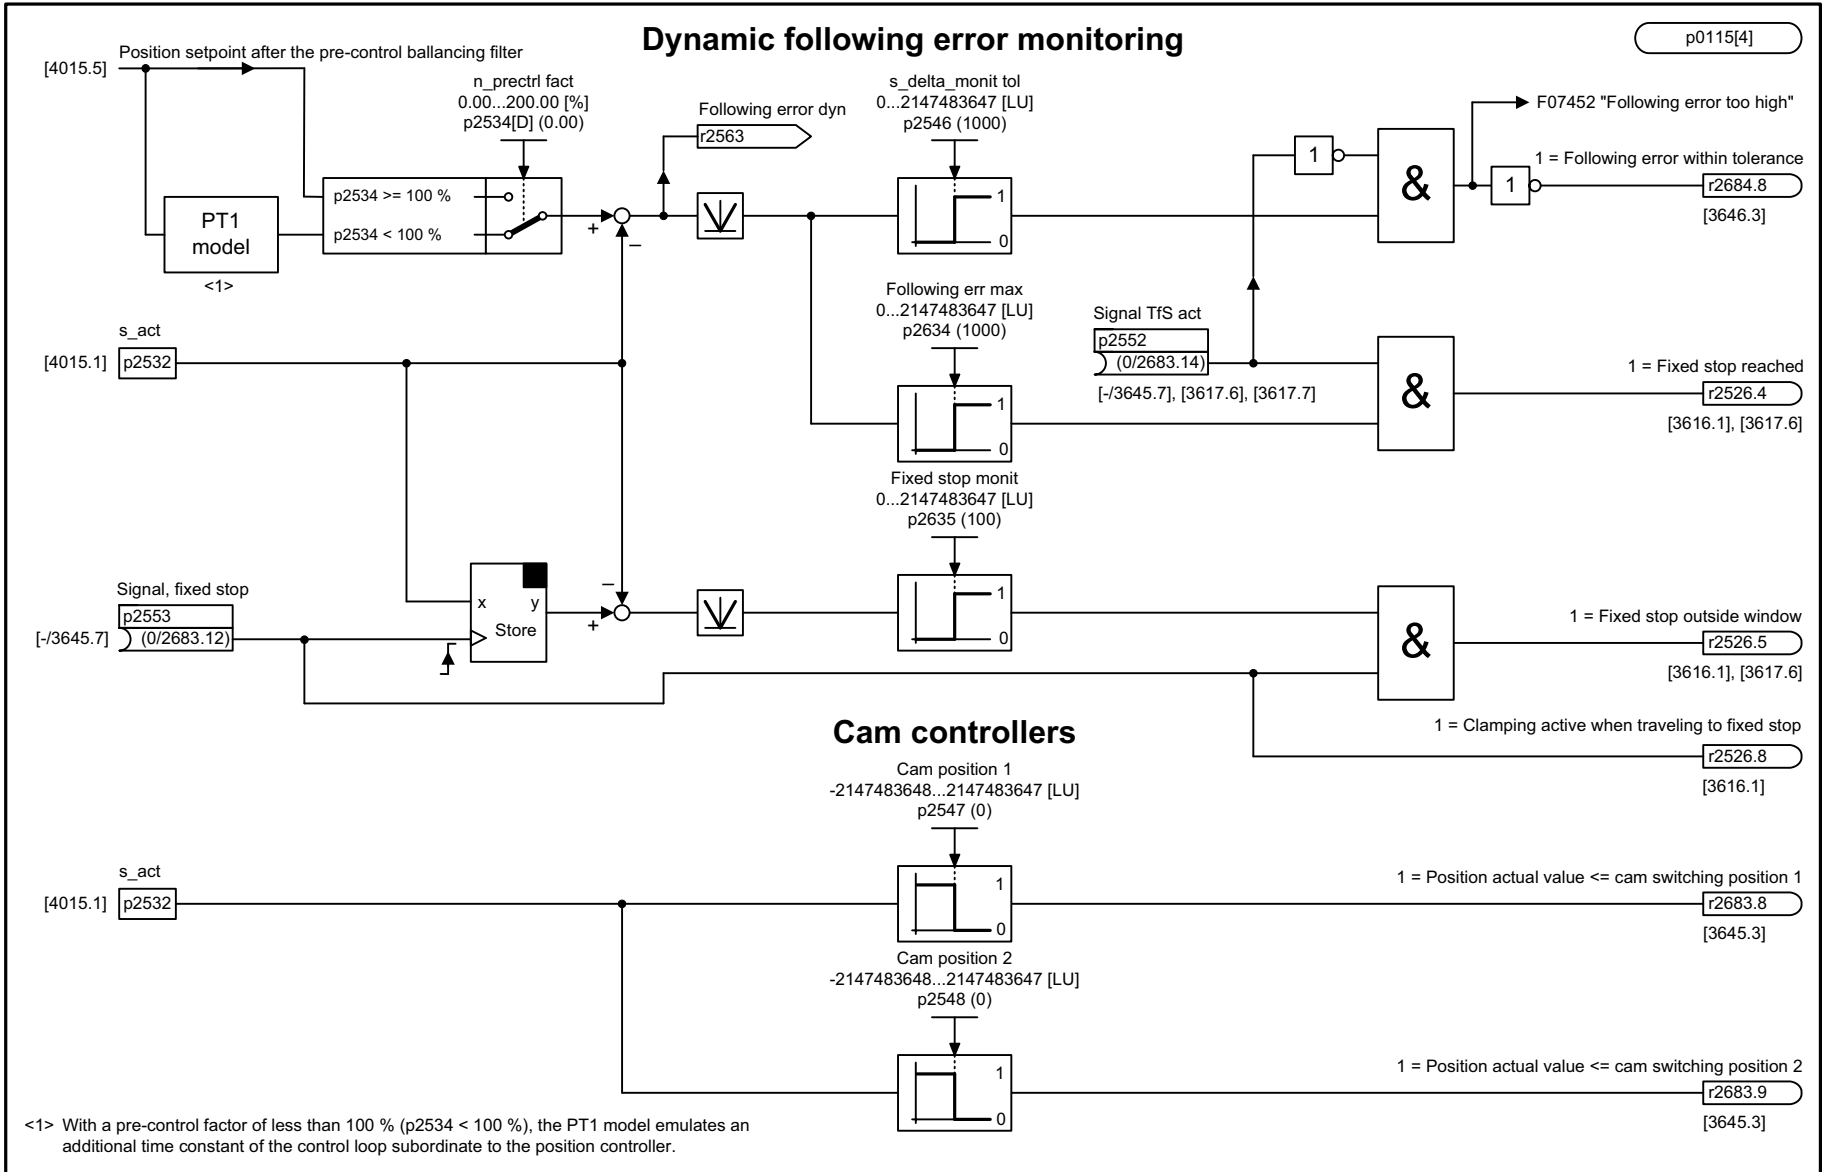 Dynamic following error monitoring
p0115[4]
Position setpoint after the pre-control ballancing filter
[4015.5]
n_prectrl fact
0.00...200.00 [%]
p2534[D] (0.00)
Following error dyn
r2563
s_delta_monit tol
0...2147483647 [LU]
p2546 (1000)
1
0
p2534 >= 100 %
p2534 < 100 %
PT1
model
<1>
+
–
1
&
F07452 "Following error too high"
1
1 = Following error within tolerance
r2684.8
[3646.3]
s_act
[4015.1]
p2532
Following err max
0...2147483647 [LU]
p2634 (1000)
1
0
Signal TfS act
p2552
(0/2683.14)
[-/3645.7], [3617.6], [3617.7]
&
1 = Fixed stop reached
r2526.4
[3616.1], [3617.6]
Fixed stop monit
0...2147483647 [LU]
p2635 (100)
1
0
Signal, fixed stop
[-/3645.7]
p2553
(0/2683.12)
x
y
Store
–
+
&
1 = Fixed stop outside window
r2526.5
[3616.1], [3617.6]
1 = Clamping active when traveling to fixed stop
r2526.8
[3616.1]
Cam controllers
Cam position 1
-2147483648...2147483647 [LU]
p2547 (0)
1
0
s_act
[4015.1]
p2532
1 = Position actual value <= cam switching position 1
r2683.8
[3645.3]
Cam position 2
-2147483648...2147483647 [LU]
p2548 (0)
1
0
1 = Position actual value <= cam switching position 2
r2683.9
[3645.3]
<1> With a pre-control factor of less than 100 % (p2534 < 100 %), the PT1 model emulates an
additional time constant of the control loop subordinate to the position controller.